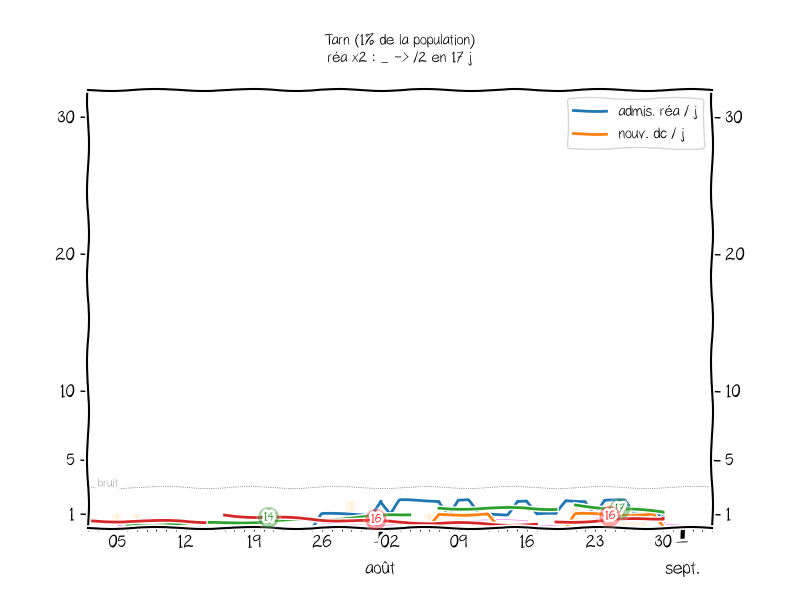 Tarn (1% de la population)
réa x2 : _ -> /2 en 17 j
admis. réa / j
nouv. dc / j
30
30
20
20
10
10
5
5
bruit
1
1
14
16
16
17
05 12 19 26 02 09 16 23 30
août sept.